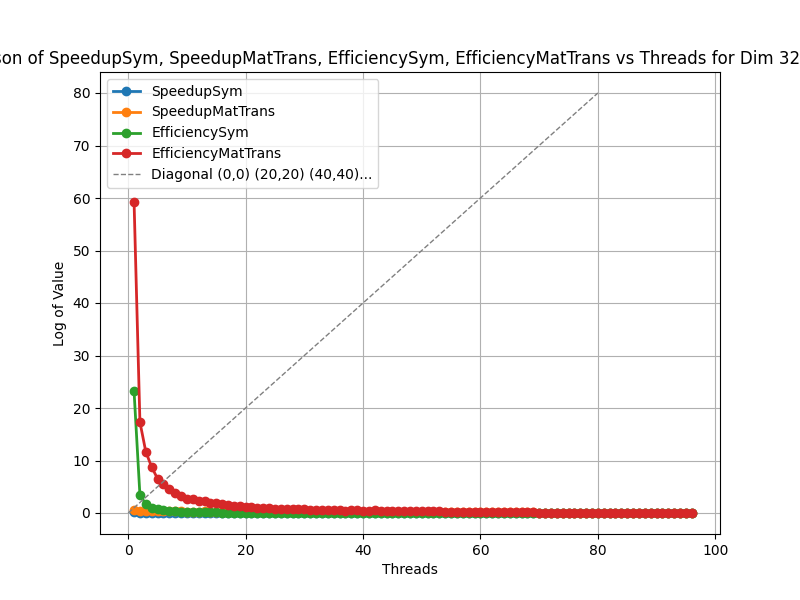 son of SpeedupSym, SpeedupMatTrans, EfficiencySym, EfficiencyMatTrans vs Threads for Dim 32
SpeedupSym
SpeedupMatTrans
EfficiencySym
EfficiencyMatTrans
Diagonal (0,0) (20,20) (40,40)...
Log of Value
80
70
60
50
40
30
20
10
0
0 20 40 60 80 100
Threads